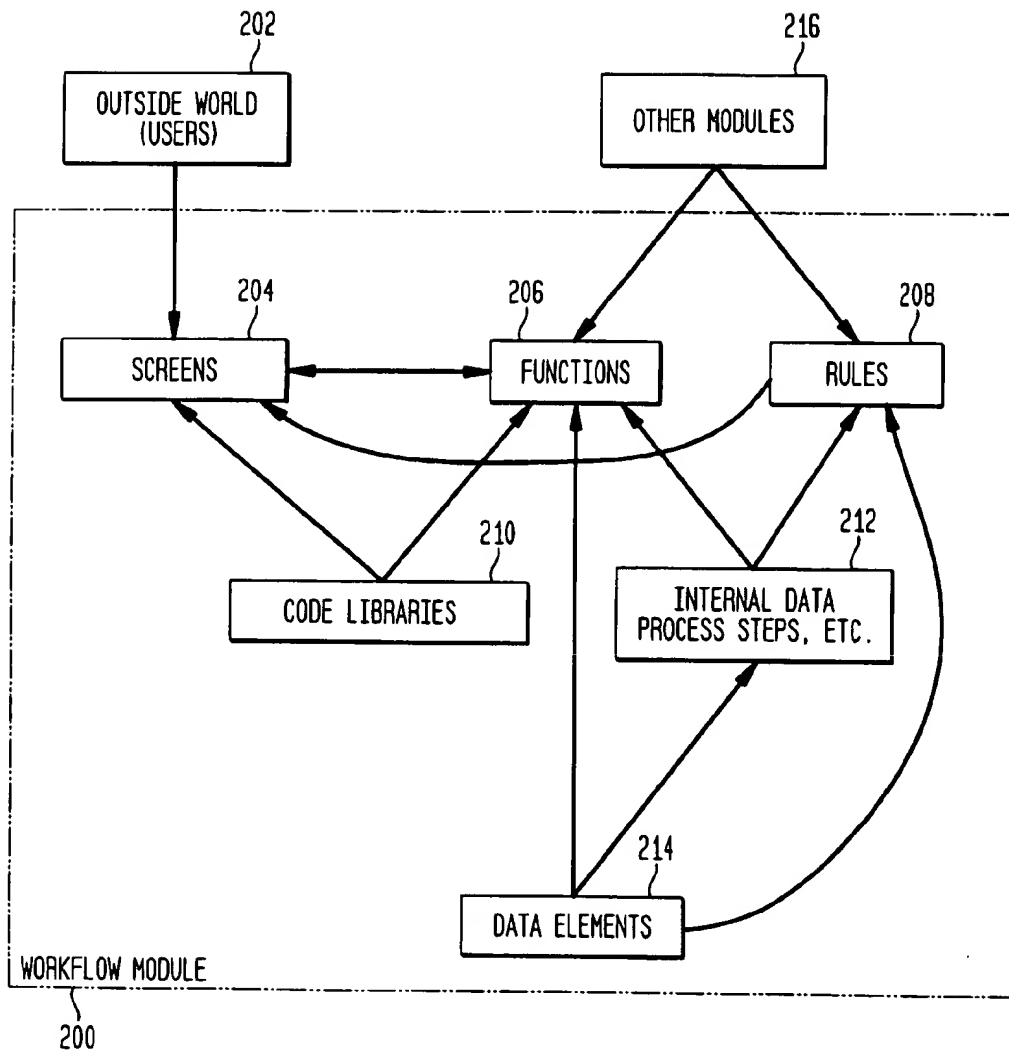 202
216
OUTSIDE WORLD
(USERS)
OTHER MODULES
204
206
208
SCREENS
FUNCTIONS
RULES
210
212
CODE LIBRARIES
INTERNAL DATA
PROCESS STEPS, ETC.
214
DATA ELEMENTS
WORKFLOW MODULE
200